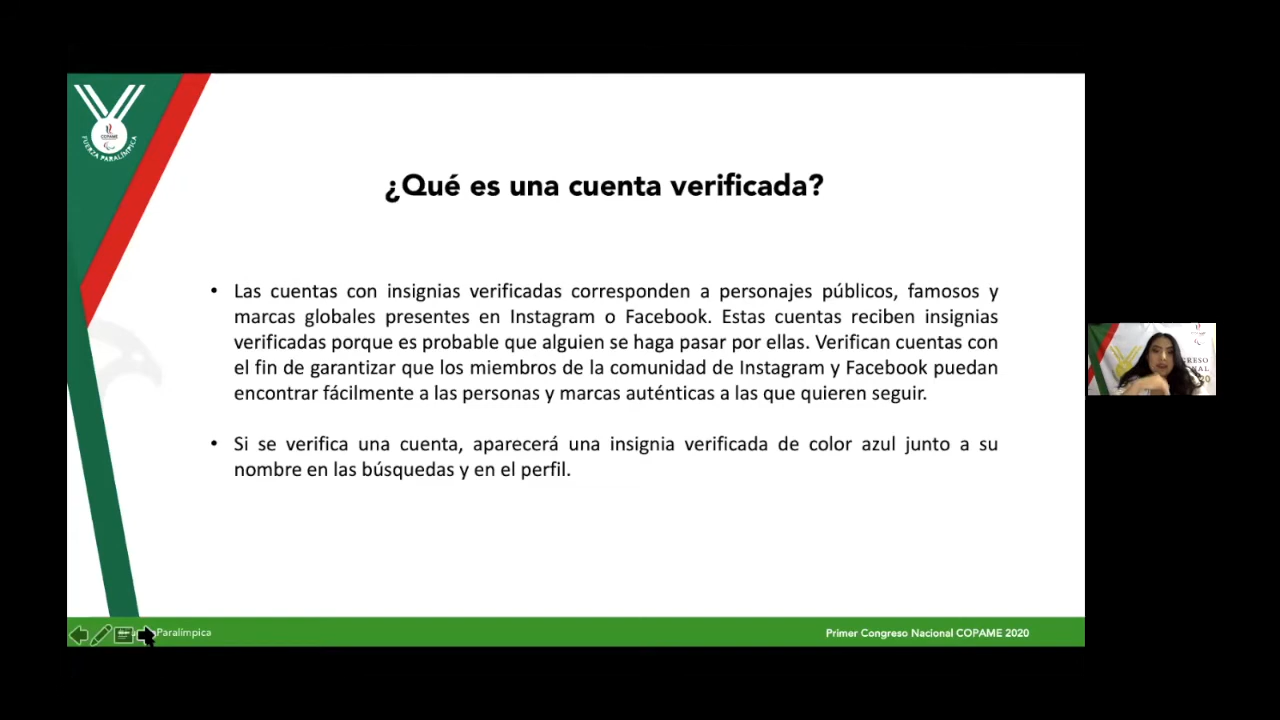 COPAME
FUERZA PARALÍMPICA
¿Qué es una cuenta verificada?
• Las cuentas con insignias verificadas corresponden a personajes públicos, famosos y
marcas globales presentes en Instagram o Facebook. Estas cuentas reciben insignias
verificadas porque es probable que alguien se haga pasar por ellas. Verifican cuentas con
el fin de garantizar que los miembros de la comunidad de Instagram y Facebook puedan
encontrar fácilmente a las personas y marcas auténticas a las que quieren seguir.
• Si se verifica una cuenta, aparecerá una insignia verificada de color azul junto a su
nombre en las búsquedas y en el perfil.
Paralímpica
Primer Congreso Nacional COPAME 2020